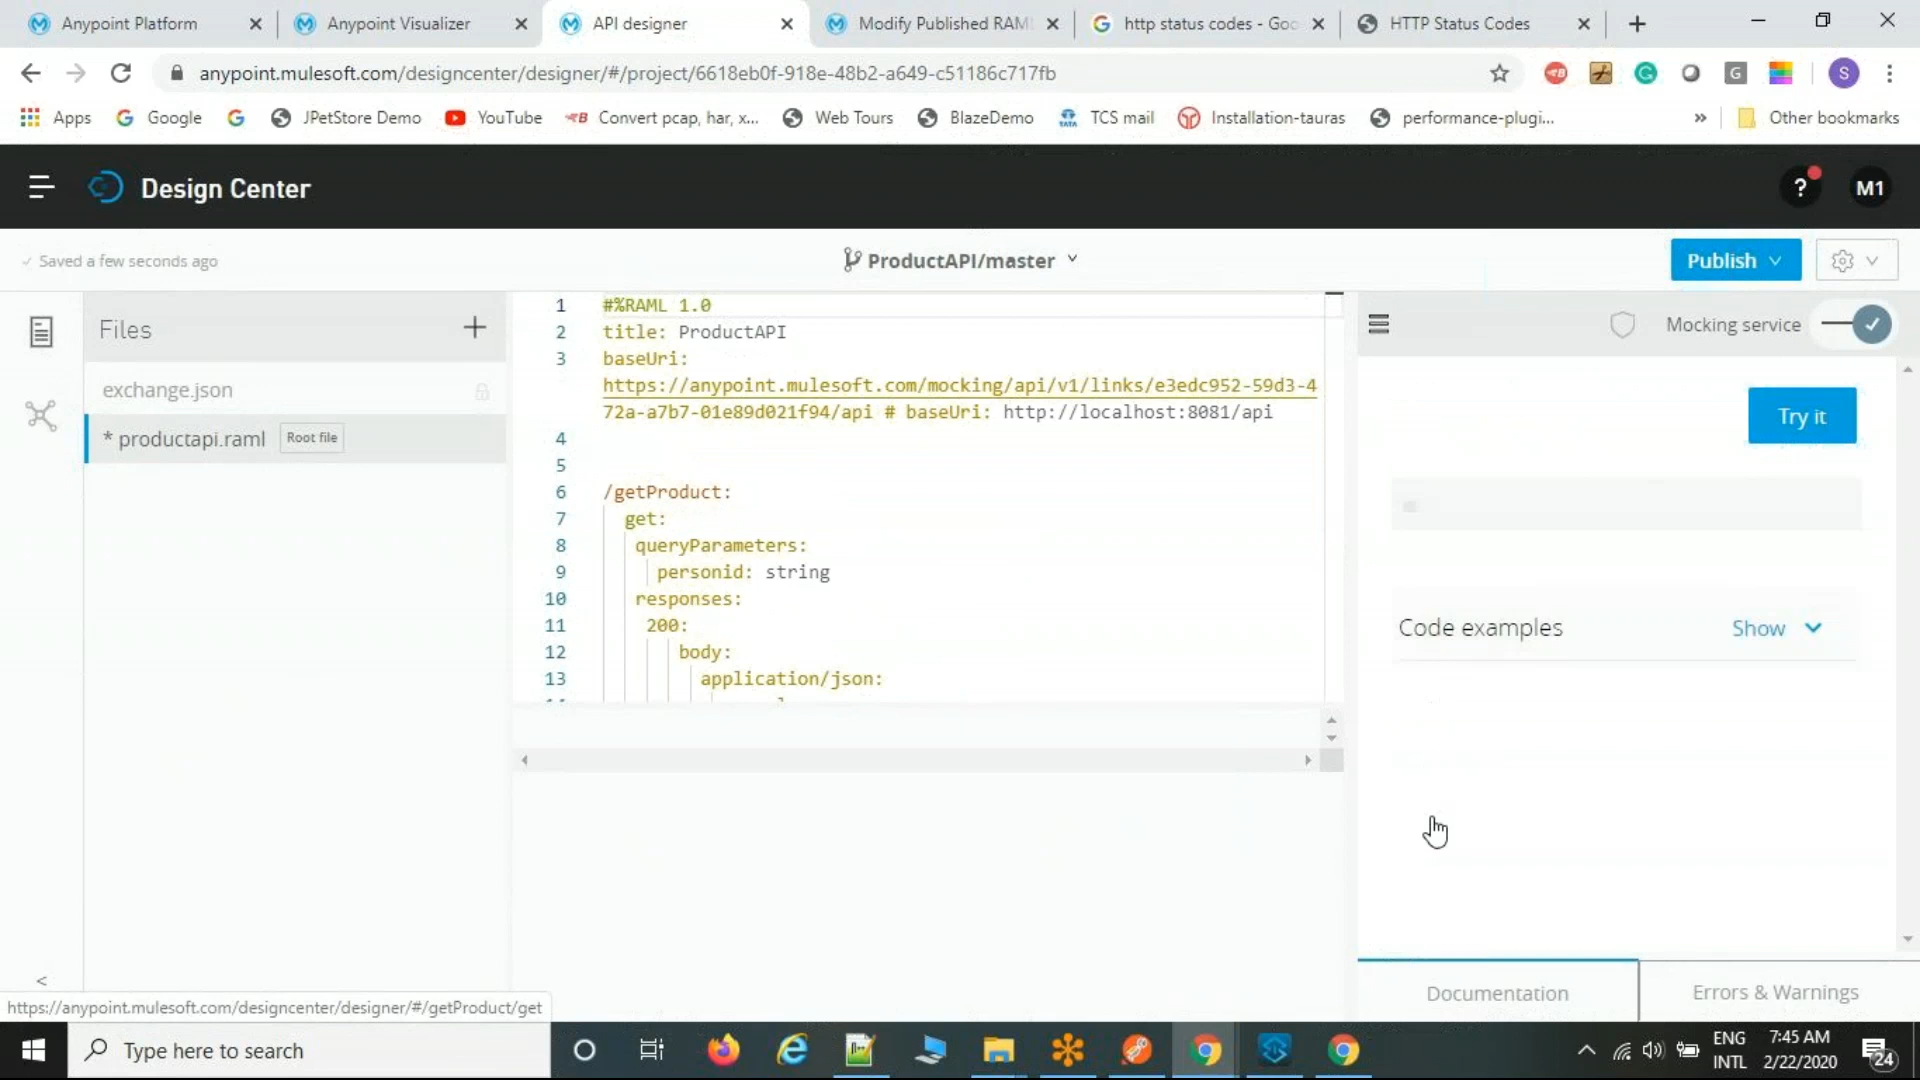 Anypoint Platform
Anypoint Visualizer
API designer
Modify Published RAM
http status codes - Goo
HTTP Status Codes
anypoint.mulesoft.com/designcenter/designer/#/project/6618eb0f-918e-48b2-a649-c51186c717fb
S
Apps
Google
JPetStore Demo
YouTube
Convert pcap, har, x...
Web Tours
BlazeDemo
TCS mail
Installation-tauras
performance-plugi...
»
Other bookmarks
Design Center
?
M1
Saved a few seconds ago
ProductAPI/master
Publish
Files
+
Mocking service
exchange.json
* productapi.raml
Root file
1 #%RAML 1.0
2 title: ProductAPI
3 baseUri:
https://anypoint.mulesoft.com/mocking/api/v1/links/e3edc952-59d3-4
72a-a7b7-01e89d021f94/api # baseUri: http://localhost:8081/api
4
5
6 /getProduct:
7 get:
8 queryParameters:
9 personid: string
10 responses:
11 200:
12 body:
13 application/json:
Try it
Code examples
Show
Documentation
Errors & Warnings
<
https://anypoint.mulesoft.com/designcenter/designer/#/getProduct/get
Type here to search
ENG
INTL
7:45 AM
2/22/2020
24